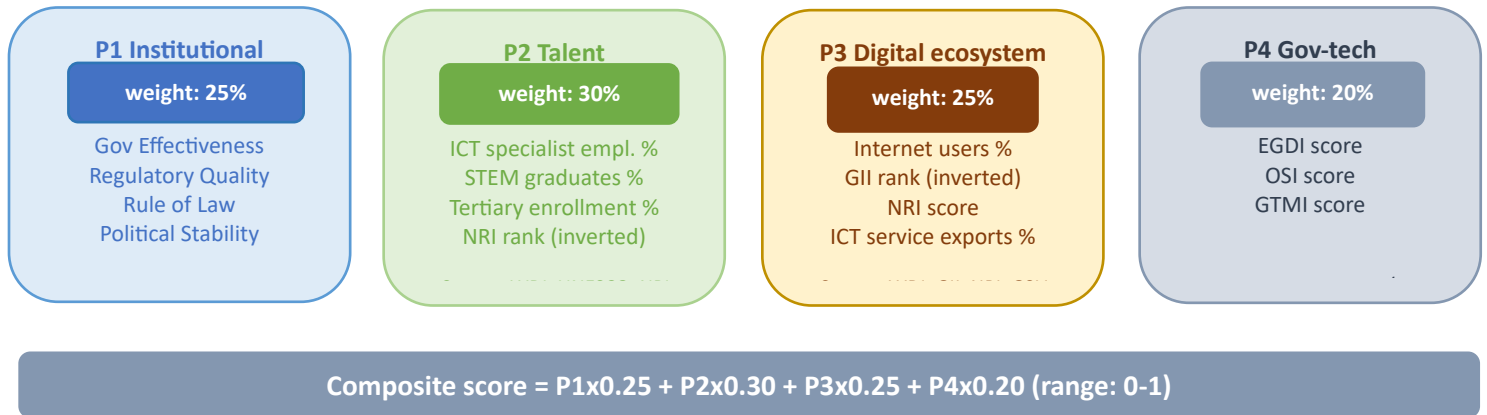 P1 Institutional
weight: 25%
Gov Effectiveness
Regulatory Quality
Rule of Law
Political Stability
P2 Talent
weight: 30%
ICT specialist empl. %
STEM graduates %
Tertiary enrollment %
NRI rank (inverted)
P3 Digital ecosystem
weight: 25%
Internet users %
GII rank (inverted)
NRI score
ICT service exports %
P4 Gov-tech
weight: 20%
EGDI score
OSI score
GTMI score
Composite score = P1x0.25 + P2x0.30 + P3x0.25 + P4x0.20 (range: 0-1)